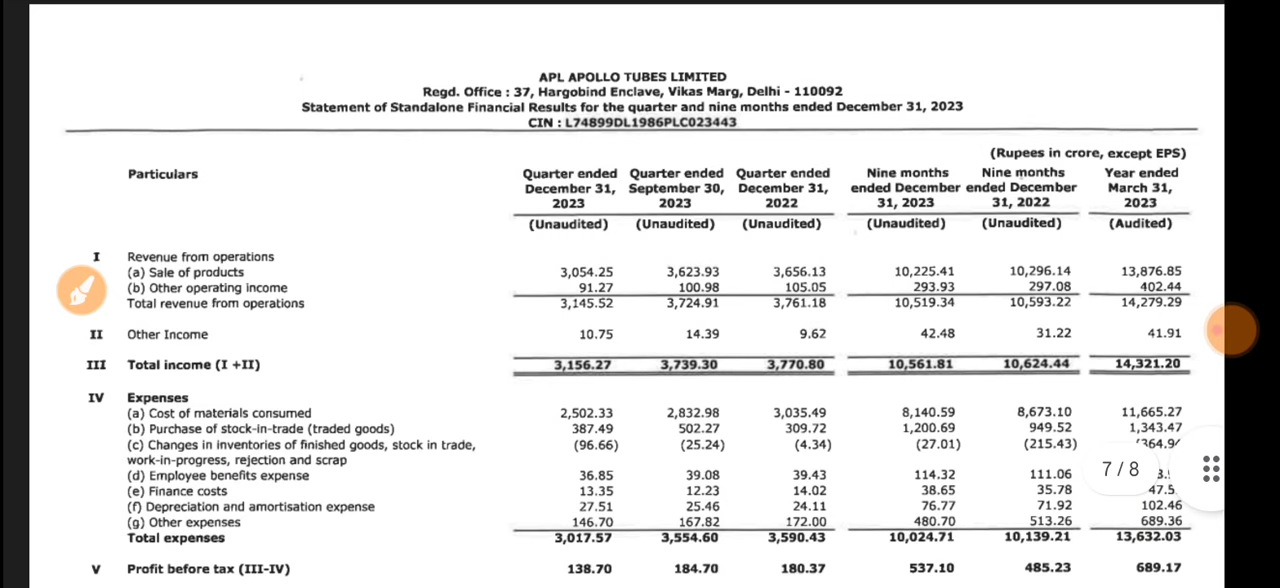 APL APOLLO TUBES LIMITED
Regd. Office : 37, Hargobind Enclave, Vikas Marg, Delhi - 110092
Statement of Standalone Financial Results for the quarter and nine months ended December 31, 2023
CIN : L74899DL1986PLC023443
(Rupees in crore, except EPS)
Particulars Quarter ended Quarter ended Quarter ended Nine months Nine months Year ended
December 31, September 30, December 31, ended December ended December March 31,
2023 2023 2022 31, 2023 31, 2022 2023
(Unaudited) (Unaudited) (Unaudited) (Unaudited) (Unaudited) (Audited)
I Revenue from operations
(a) Sale of products 3,054.25 3,623.93 3,656.13 10,225.41 10,296.14 13,876.85
(b) Other operating income 91.27 100.98 105.05 293.93 297.08 402.44
Total revenue from operations 3,145.52 3,724.91 3,761.18 10,519.34 10,593.22 14,279.29
II Other Income 10.75 14.39 9.62 42.48 31.22 41.91
III Total income (I +II) 3,156.27 3,739.30 3,770.80 10,561.81 10,624.44 14,321.20
IV Expenses
(a) Cost of materials consumed 2,502.33 2,832.98 3,035.49 8,140.59 8,673.10 11,665.27
(b) Purchase of stock-in-trade (traded goods) 387.49 502.27 309.72 1,200.69 949.52 1,343.47
(c) Changes in inventories of finished goods, stock in trade, (96.66) (25.24) (4.34) (27.01) (215.43)
work-in-progress, rejection and scrap
(d) Employee benefits expense 36.85 39.08 39.43 114.32 111.06
7 / 8
(e) Finance costs 13.35 12.23 14.02 38.65 35.78
(f) Depreciation and amortisation expense 27.51 25.46 24.11 76.77 71.92 102.46
(g) Other expenses 146.70 167.82 172.00 480.70 513.26 689.36
Total expenses 3,017.57 3,554.60 3,590.43 10,024.71 10,139.21 13,632.03
V Profit before tax (III-IV) 138.70 184.70 180.37 537.10 485.23 689.17